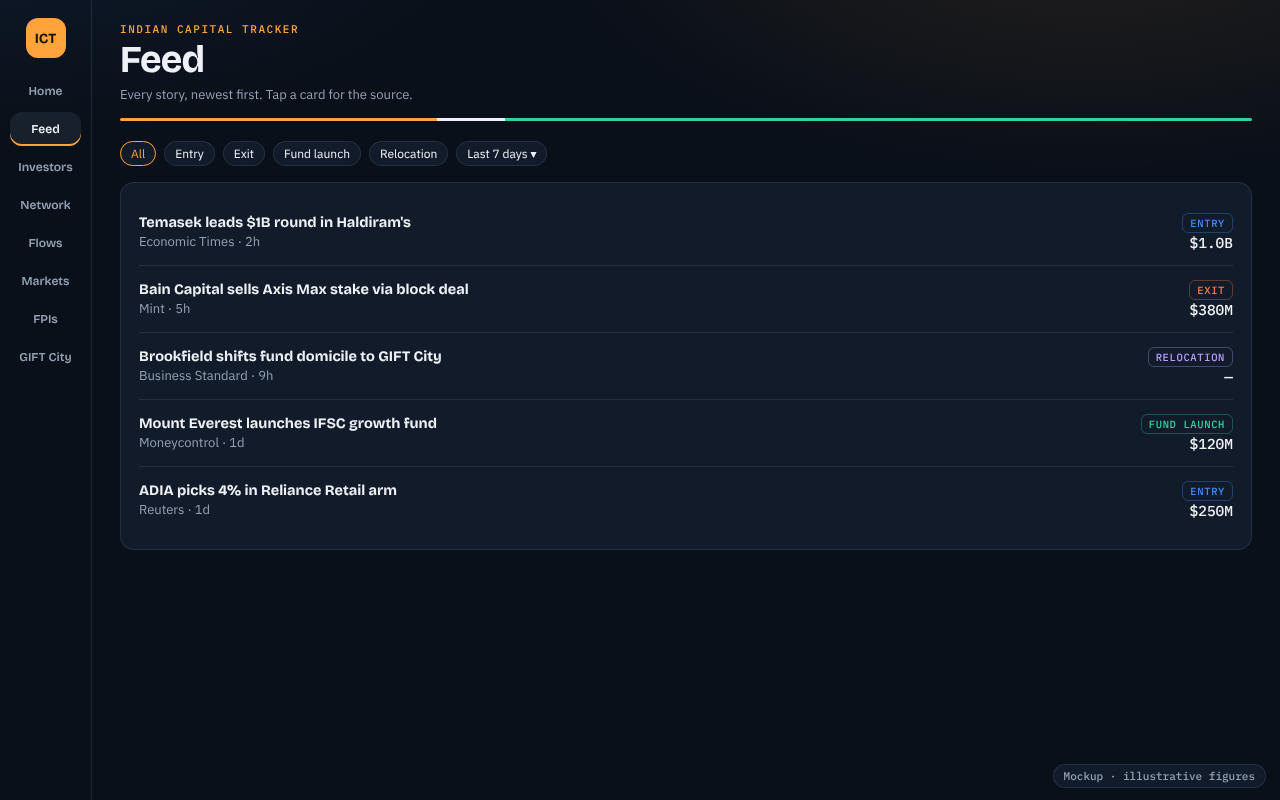 ICT
Home
Feed
Investors
Network
Flows
Markets
FPIs
GIFT City
INDIAN CAPITAL TRACKER
Feed
Every story, newest first. Tap a card for the source.
All Entry Exit Fund launch Relocation Last 7 days ▾
Temasek leads $1B round in Haldiram's
Economic Times · 2h
ENTRY
$1.0B
Bain Capital sells Axis Max stake via block deal
Mint · 5h
EXIT
$380M
Brookfield shifts fund domicile to GIFT City
Business Standard · 9h
RELOCATION
—
Mount Everest launches IFSC growth fund
Moneycontrol · 1d
FUND LAUNCH
$120M
ADIA picks 4% in Reliance Retail arm
Reuters · 1d
ENTRY
$250M
Mockup · illustrative figures